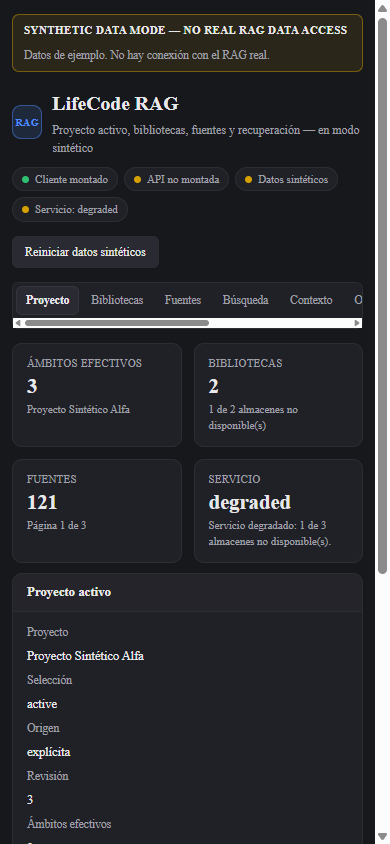 SYNTHETIC DATA MODE — NO REAL RAG DATA ACCESS
Datos de ejemplo. No hay conexión con el RAG real.
RAG
LifeCode RAG
Proyecto activo, bibliotecas, fuentes y recuperación — en modo
sintético
Cliente montado
API no montada
Datos sintéticos
Servicio: degraded
Reiniciar datos sintéticos
Proyecto
Bibliotecas
Fuentes
Búsqueda
Contexto
ÁMBITOS EFECTIVOS
3
Proyecto Sintético Alfa
BIBLIOTECAS
2
1 de 2 almacenes no
disponible(s)
FUENTES
121
Página 1 de 3
SERVICIO
degraded
Servicio degradado: 1 de 3
almacenes no disponible(s).
Proyecto activo
Proyecto
Proyecto Sintético Alfa
Selección
active
Origen
explícita
Revisión
3
Ámbitos efectivos